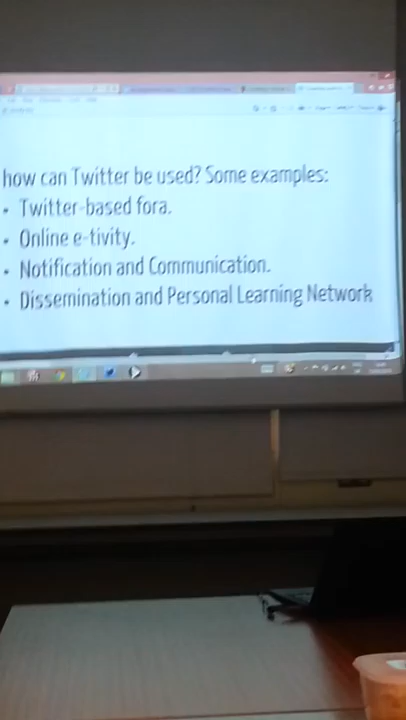 how can Twitter be used? Some examples:
• Twitter-based fora.
• Online e-tivity.
• Notification and Communication.
• Dissemination and Personal Learning Network